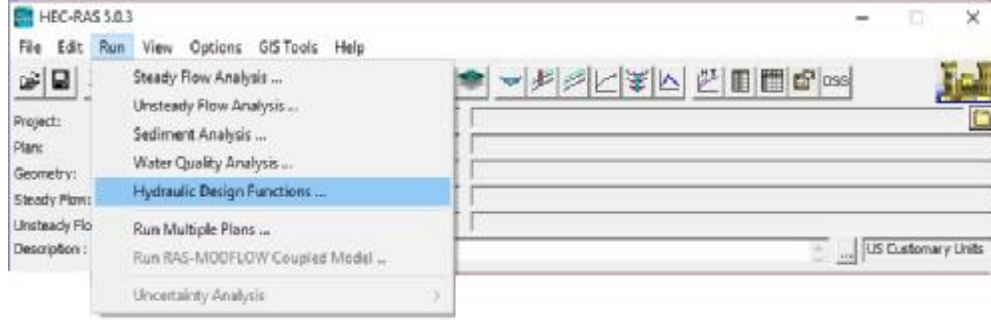 HEC-RAS 5.0.3
File Edit Run View Options GIS Tools Help
Steady Flow Analysis ...
Unsteady Flow Analysis ...
Sediment Analysis ...
Water Quality Analysis ...
Hydraulic Design Functions ...
Run Multiple Plans ...
Run RAS-MODFLOW Coupled Model ...
Uncertainty Analysis
DSS
Project:
Plan:
Geometry:
Steady Flow:
Unsteady Flo
Description :
... US Customary Units